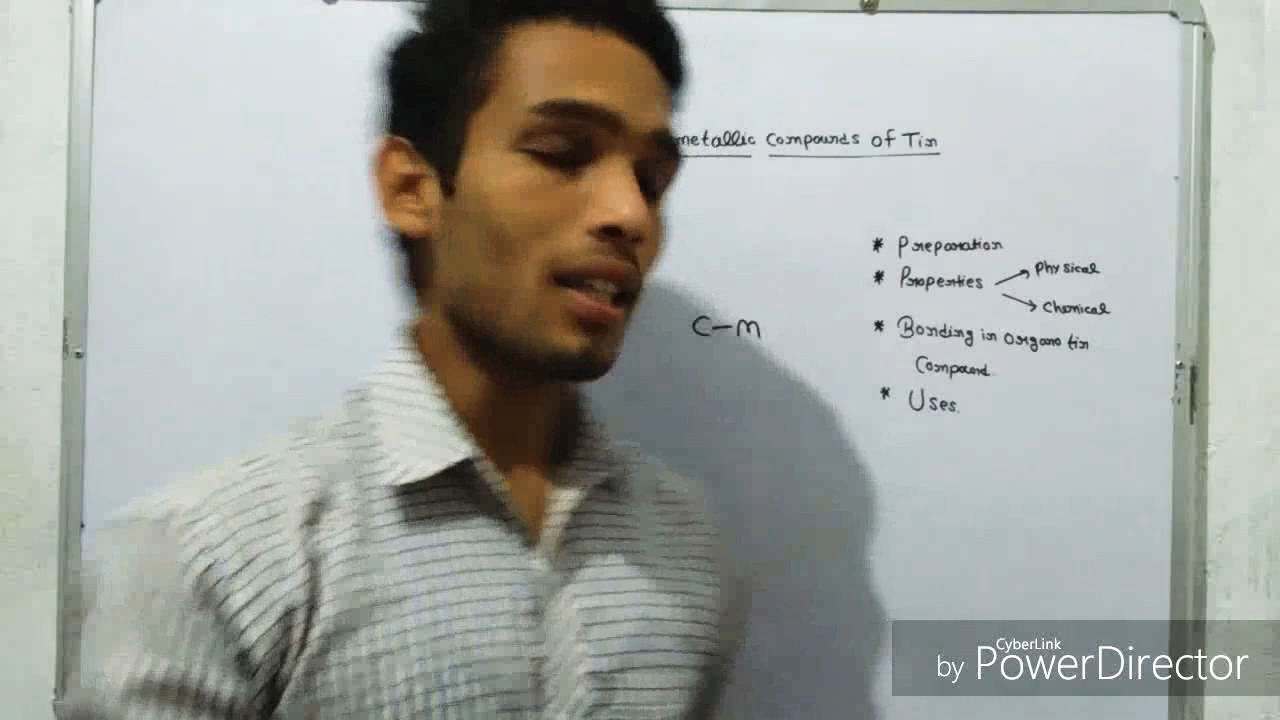 metallic Compounds of Tin
* Preparation
* Properties → Physical
→ Chemical
C-M
* Bonding in organo tin
Compound
* Uses.
CyberLink
by PowerDirector